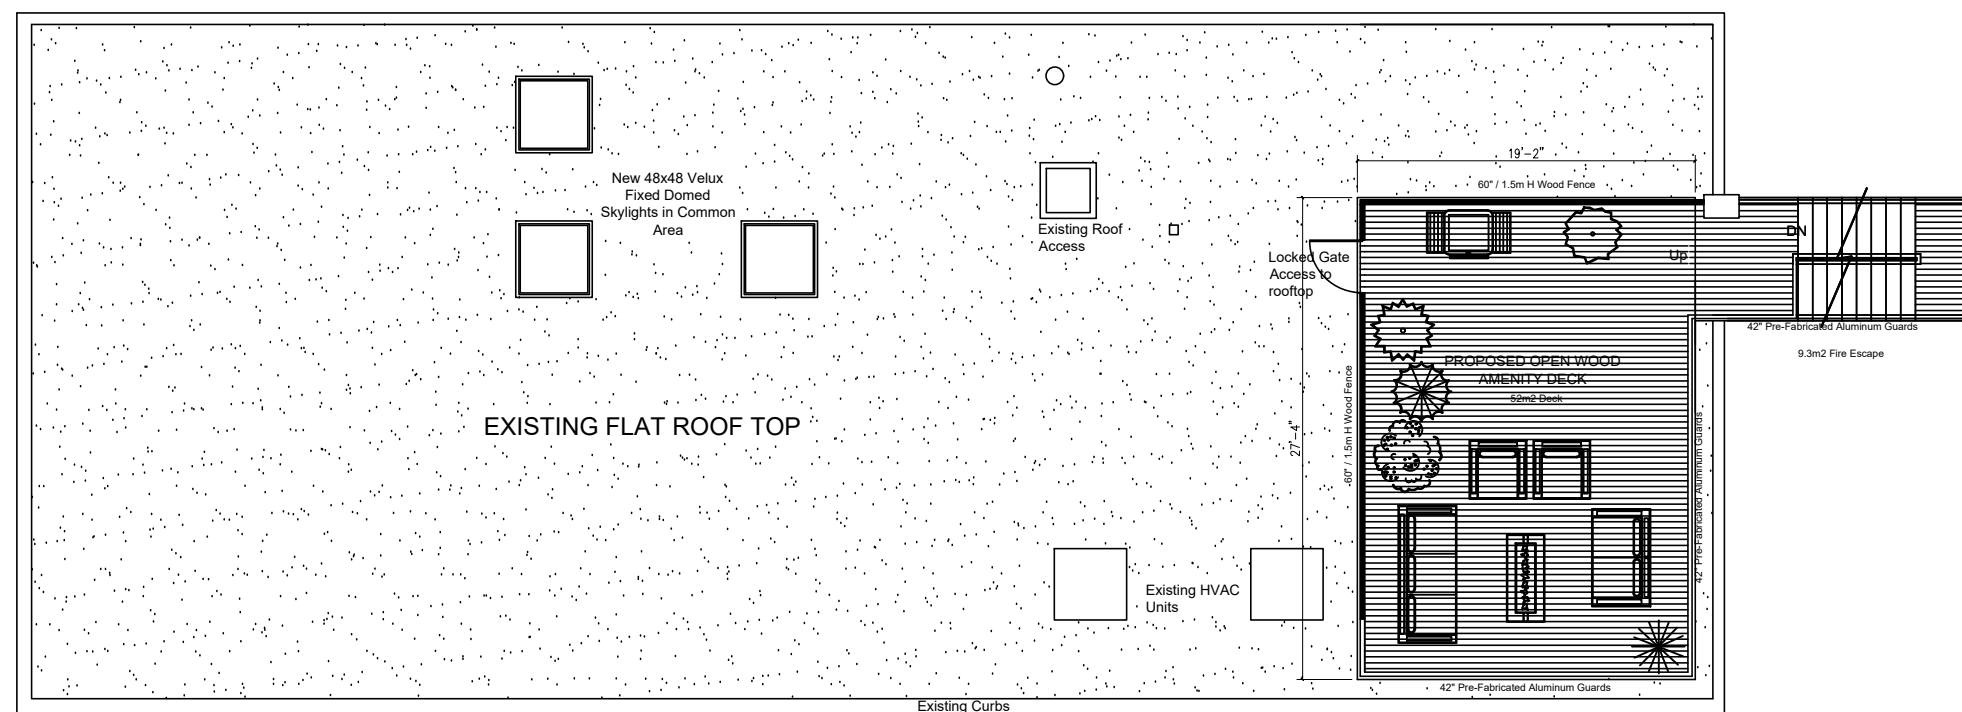 New 48x48 Velux
Fixed Domed
Skylights in Common
Area
Existing Roof
Access
19'-2"
60" / 1.5m H Wood Fence
Locked Gate
Access to
rooftop
Up
DN
42" Pre-Fabricated Aluminum Guards
9.3m2 Fire Escape
PROPOSED OPEN WOOD
AMENITY DECK
52m2 Deck
27'-4"
60" / 1.5m H Wood Fence
42" Pre-Fabricated Aluminum Guards
EXISTING FLAT ROOF TOP
Existing HVAC
Units
42" Pre-Fabricated Aluminum Guards
Existing Curbs